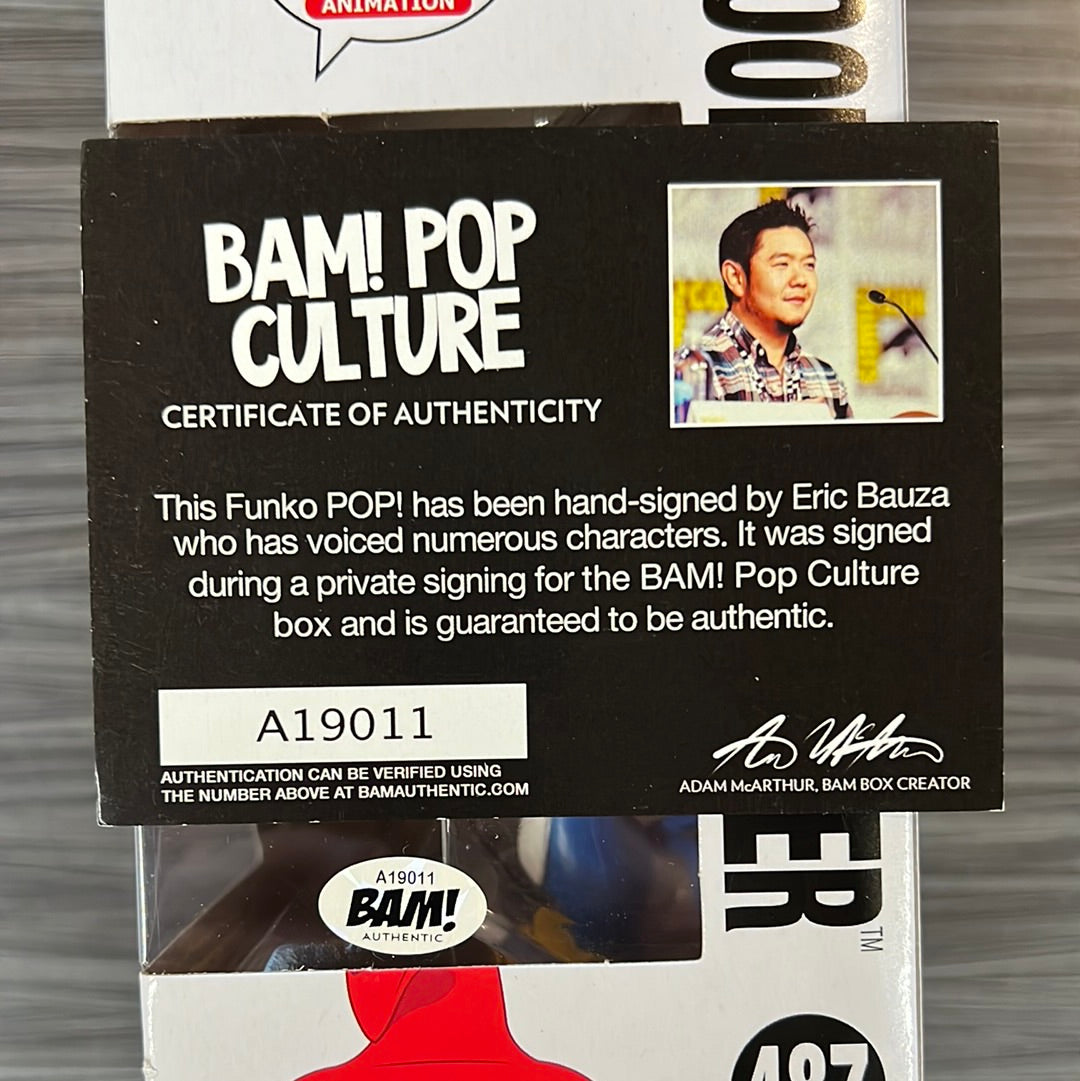 ANIMATION
BAM! POP
CULTURE
CERTIFICATE OF AUTHENTICITY
This Funko POP! has been hand-signed by Eric Bauza
who has voiced numerous characters. It was signed
during a private signing for the BAM! Pop Culture
box and is guaranteed to be authentic.
A19011
AUTHENTICATION CAN BE VERIFIED USING
THE NUMBER ABOVE AT BAMAUTHENTIC.COM
ADAM McARTHUR, BAM BOX CREATOR
A19011
BAM!
AUTHENTIC
ER™
487